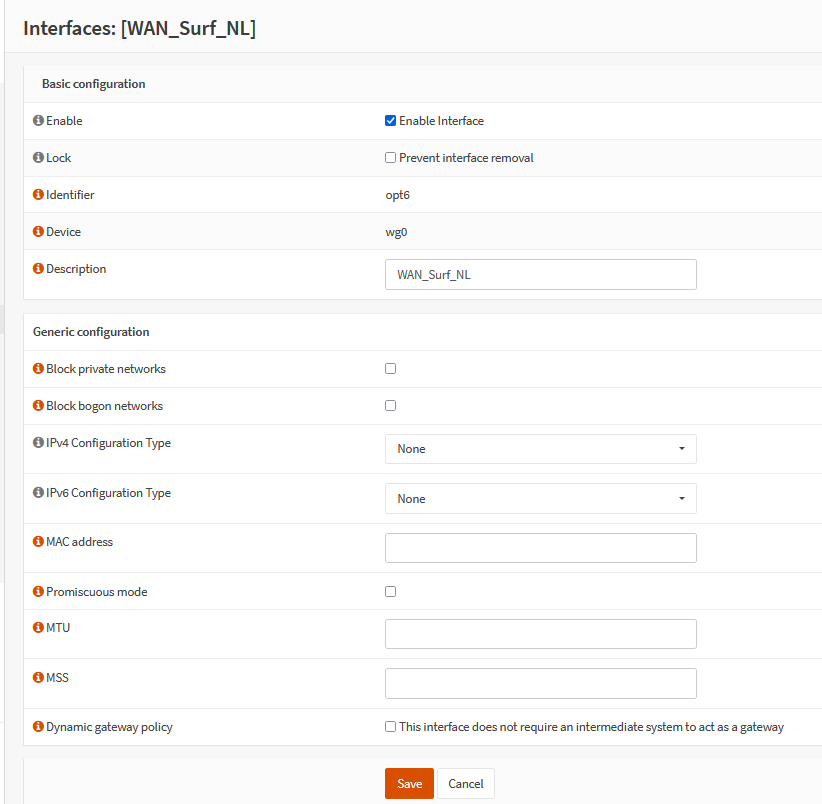 Interfaces: [WAN_Surf_NL]
Basic configuration
Enable
Enable Interface
Lock
Prevent interface removal
Identifier
opt6
Device
wg0
Description
WAN_Surf_NL
Generic configuration
Block private networks
Block bogon networks
IPv4 Configuration Type
None
IPv6 Configuration Type
None
MAC address
Promiscuous mode
MTU
MSS
Dynamic gateway policy
This interface does not require an intermediate system to act as a gateway
Save
Cancel